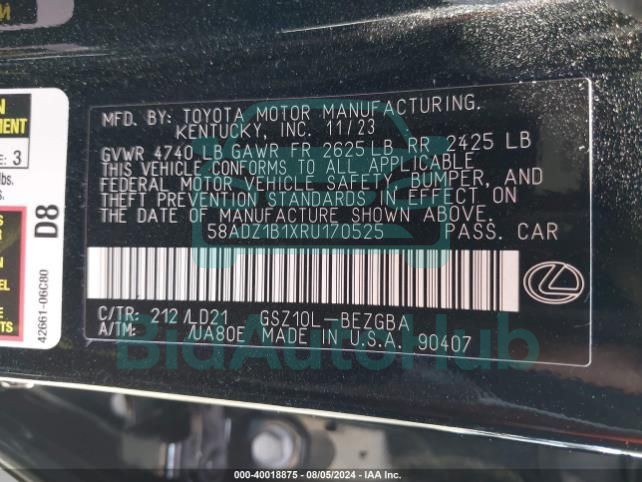 MFD. BY: TOYOTA MOTOR MANUFACTURING.
KENTUCKY, INC. 11/23
GVWR 4740 LB GAWR FR 2625 LB RR 2425 LB
THIS VEHICLE CONFORMS TO ALL APPLICABLE
FEDERAL MOTOR VEHICLE SAFETY, BUMPER, AND
THEFT PREVENTION STANDARDS IN EFFECT ON
THE DATE OF MANUFACTURE SHOWN ABOVE.
58ADZ1B1XRU170525 PASS. CAR
C/TR: 212/LD21 GSZ10L-BEZGBA
A/TM: /UA80E MADE IN U.S.A. 90407
D8
42661-06C80
3
lbs.
BidAutoHub
000-40018875 - 08/05/2024 - IAA Inc.